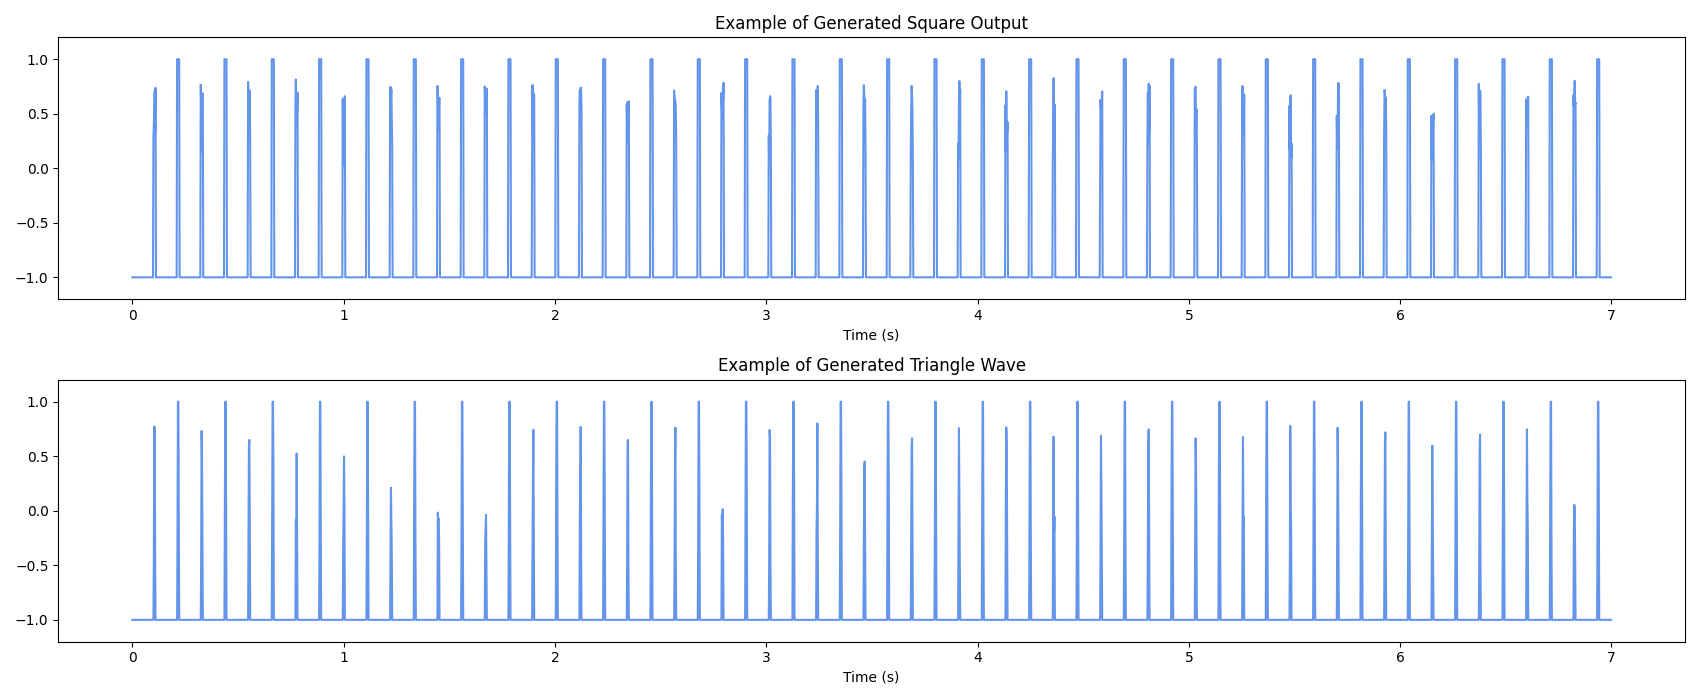 Example of Generated Square Output
1.0
0.5
0.0
−0.5
−1.0
0 1 2 3 4 5 6 7
Time (s)
Example of Generated Triangle Wave
1.0
0.5
0.0
−0.5
−1.0
0 1 2 3 4 5 6 7
Time (s)